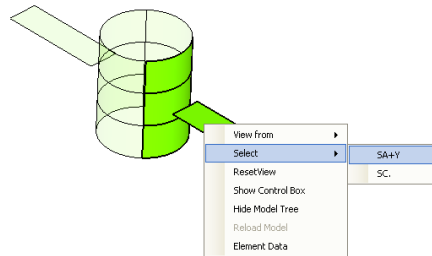 View from
Select
SA+Y
SC.
ResetView
Show Control Box
Hide Model Tree
Reload Model
Element Data